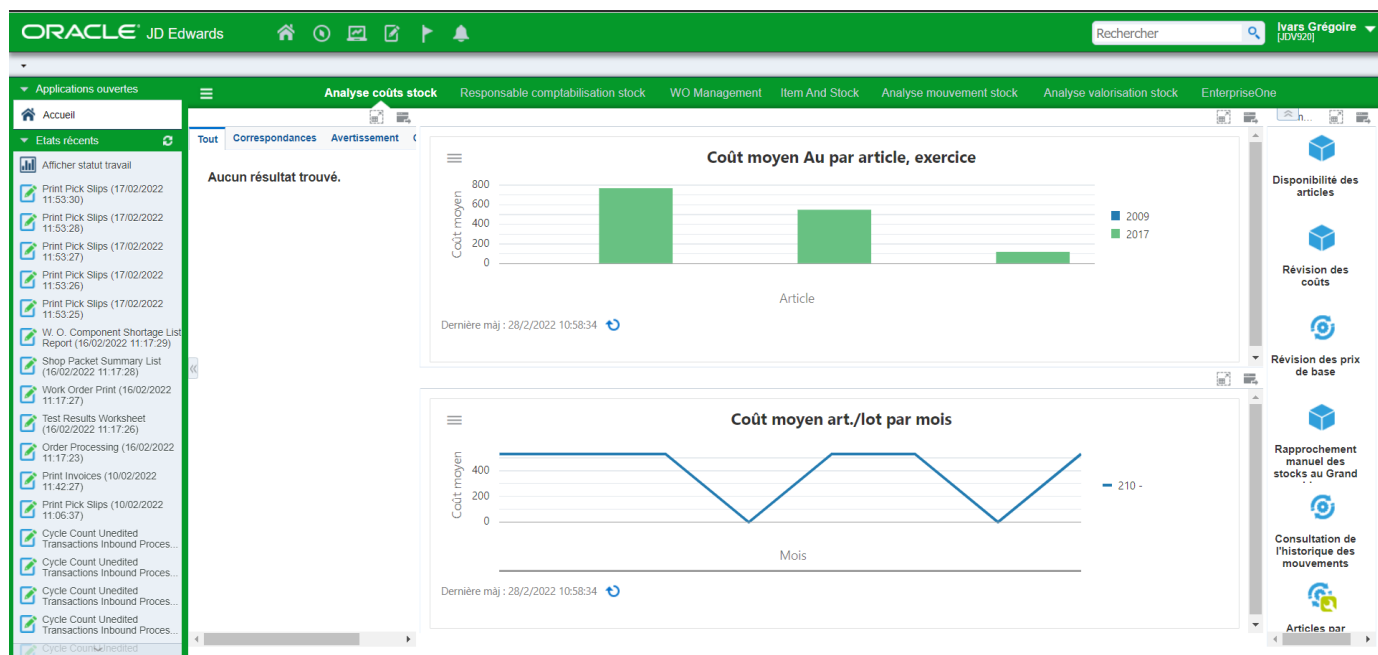 ORACLE JD Edwards
Rechercher
Ivars Grégoire
[JDV920]
Applications ouvertes
Accueil
Etats récents
Afficher statut travail
Print Pick Slips (17/02/2022
11:53:30)
Print Pick Slips (17/02/2022
11:53:28)
Print Pick Slips (17/02/2022
11:53:27)
Print Pick Slips (17/02/2022
11:53:26)
Print Pick Slips (17/02/2022
11:53:25)
W. O. Component Shortage List
Report (16/02/2022 11:17:29)
Shop Packet Summary List
(16/02/2022 11:17:28)
Work Order Print (16/02/2022
11:17:27)
Test Results Worksheet
(16/02/2022 11:17:26)
Order Processing (16/02/2022
11:17:23)
Print Invoices (10/02/2022
11:42:27)
Print Pick Slips (10/02/2022
11:06:37)
Cycle Count Unedited
Transactions Inbound Proces...
Cycle Count Unedited
Transactions Inbound Proces...
Cycle Count Unedited
Transactions Inbound Proces...
Cycle Count Unedited
Transactions Inbound Proces...
Cycle Count Unedited
Analyse coûts stock
Responsable comptabilisation stock
WO Management
Item And Stock
Analyse mouvement stock
Analyse valorisation stock
EnterpriseOne
Tout
Correspondances
Avertissement
Aucun résultat trouvé.
Coût moyen Au par article, exercice
Coût moyen
800
600
400
200
0
2009
2017
Article
Dernière màj : 28/2/2022 10:58:34
Coût moyen art./lot par mois
Coût moyen
400
200
0
210 -
Mois
Dernière màj : 28/2/2022 10:58:34
n...
Disponibilité des
articles
Révision des
coûts
Révision des prix
de base
Rapprochement
manuel des
stocks au Grand
Consultation de
l'historique des
mouvements
Articles par